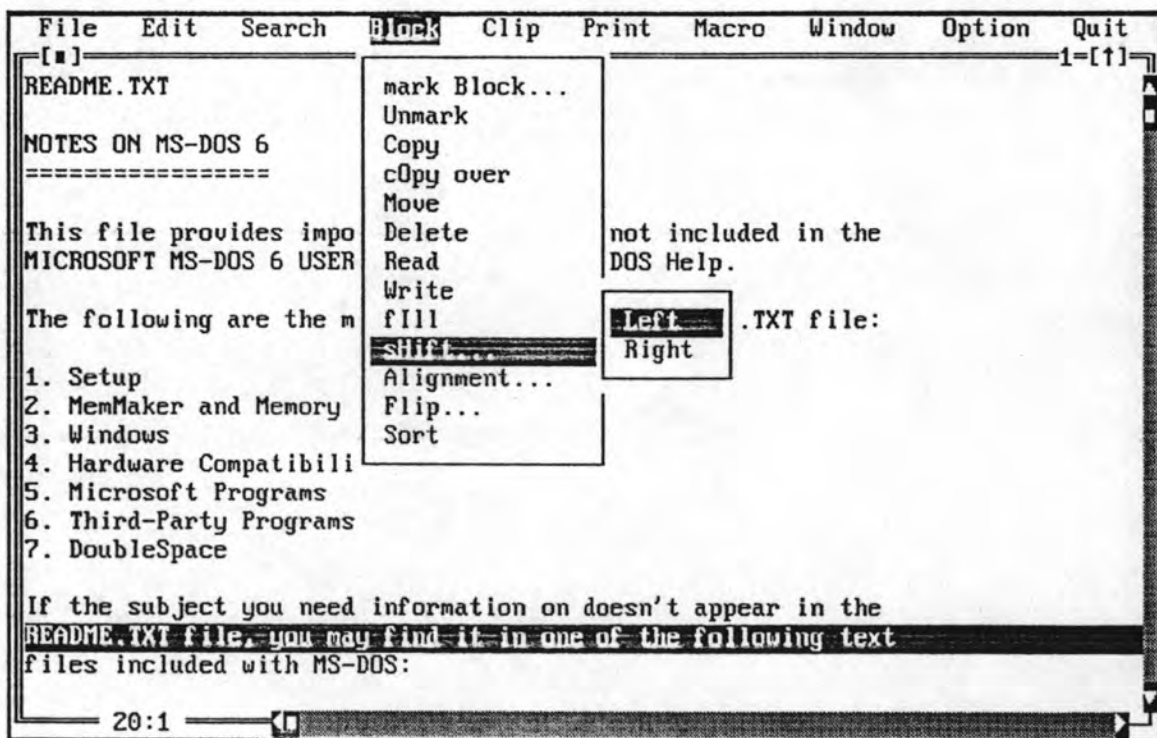 File Edit Search Block Clip Print Macro Window Option Quit
[■] 1=[↑]
README.TXT
NOTES ON MS-DOS 6
=================
This file provides impo
MICROSOFT MS-DOS 6 USER
The following are the m
1. Setup
2. MemMaker and Memory
3. Windows
4. Hardware Compatibili
5. Microsoft Programs
6. Third-Party Programs
7. DoubleSpace
mark Block...
Unmark
Copy
cOpy over
Move
Delete
Read
Write
fIll
sHift...
Alignment...
Flip...
Sort
Left
Right
not included in the
DOS Help.
.TXT file:
If the subject you need information on doesn't appear in the
README.TXT file, you may find it in one of the following text
files included with MS-DOS:
20:1